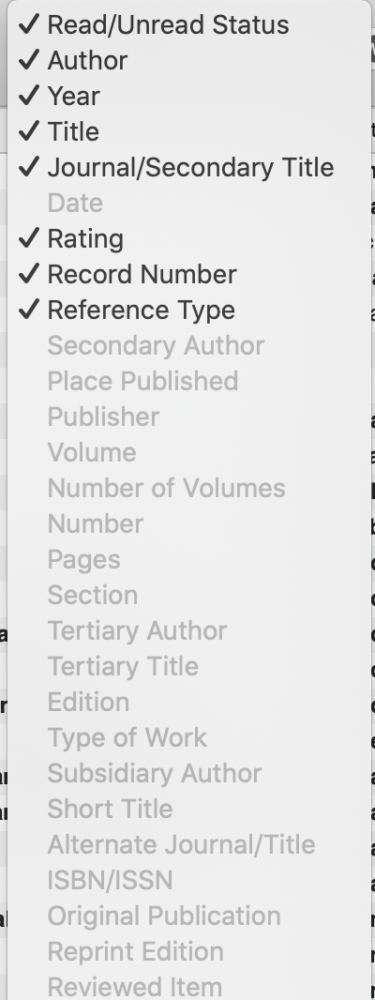 ✓ Read/Unread Status
✓ Author
✓ Year
✓ Title
✓ Journal/Secondary Title
Date
✓ Rating
✓ Record Number
✓ Reference Type
Secondary Author
Place Published
Publisher
Volume
Number of Volumes
Number
Pages
Section
Tertiary Author
Tertiary Title
Edition
Type of Work
Subsidiary Author
Short Title
Alternate Journal/Title
ISBN/ISSN
Original Publication
Reprint Edition
Reviewed Item